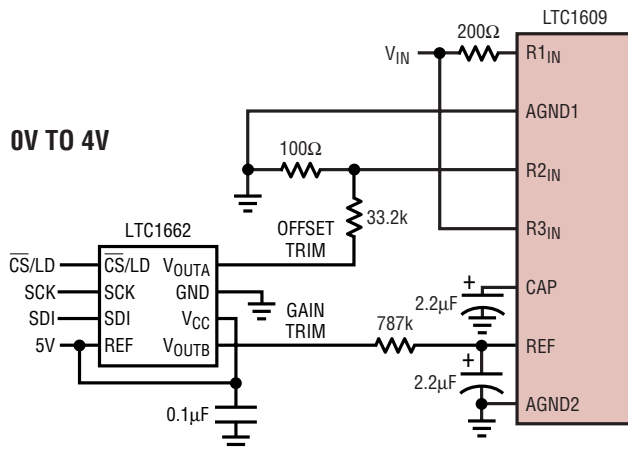 LTC1609
200Ω
V_IN
R1_IN
AGND1
0V TO 4V
100Ω
R2_IN
33.2k
OFFSET
TRIM
LTC1662
R3_IN
C̅S̅/LD
C̅S̅/LD
V_OUTA
SCK
SCK
GND
SDI
SDI
V_CC
5V
REF
V_OUTB
GAIN
TRIM
787k
+
2.2µF
CAP
REF
+
2.2µF
AGND2
0.1µF